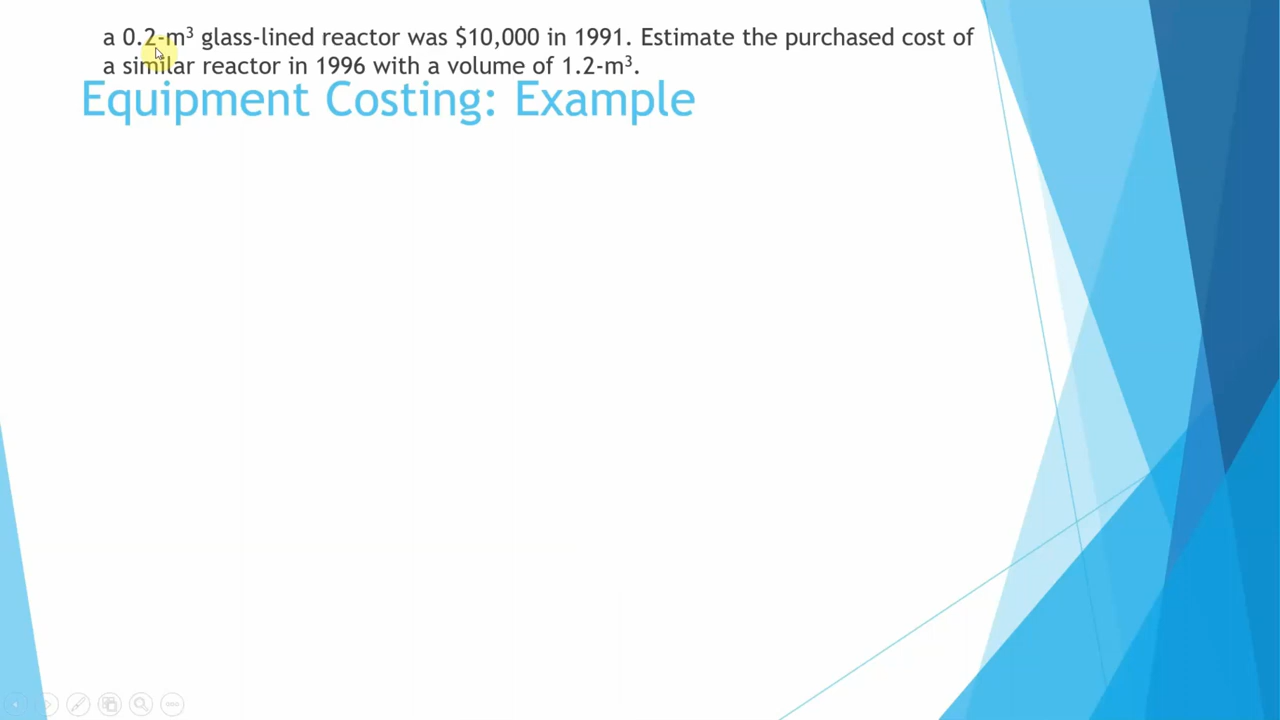 a 0.2-m³ glass-lined reactor was $10,000 in 1991. Estimate the purchased cost of
a similar reactor in 1996 with a volume of 1.2-m³.
Equipment Costing: Example